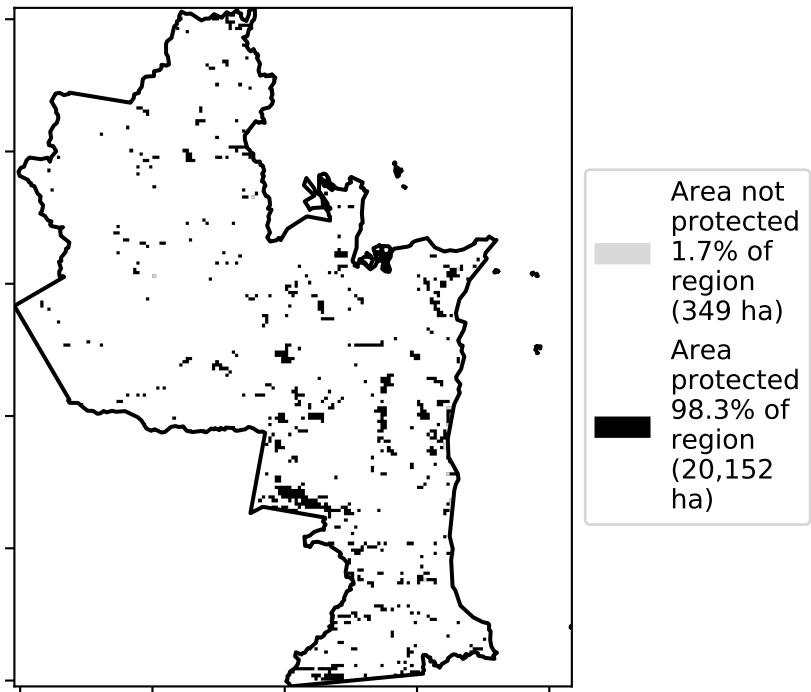 Area not
protected
1.7% of
region
(349 ha)
Area
protected
98.3% of
region
(20,152
ha)